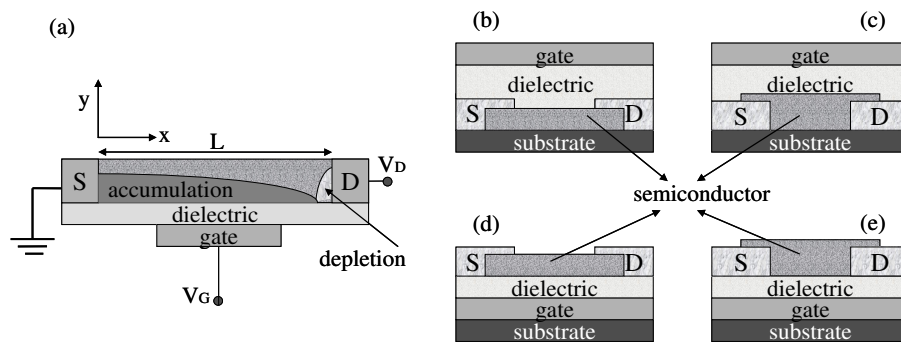 (a)
y
x
L
S
accumulation
D
VD
dielectric
gate
depletion
VG
(b)
gate
dielectric
S
D
substrate
(c)
gate
dielectric
S
D
substrate
semiconductor
(d)
S
D
dielectric
gate
substrate
(e)
S
D
dielectric
gate
substrate